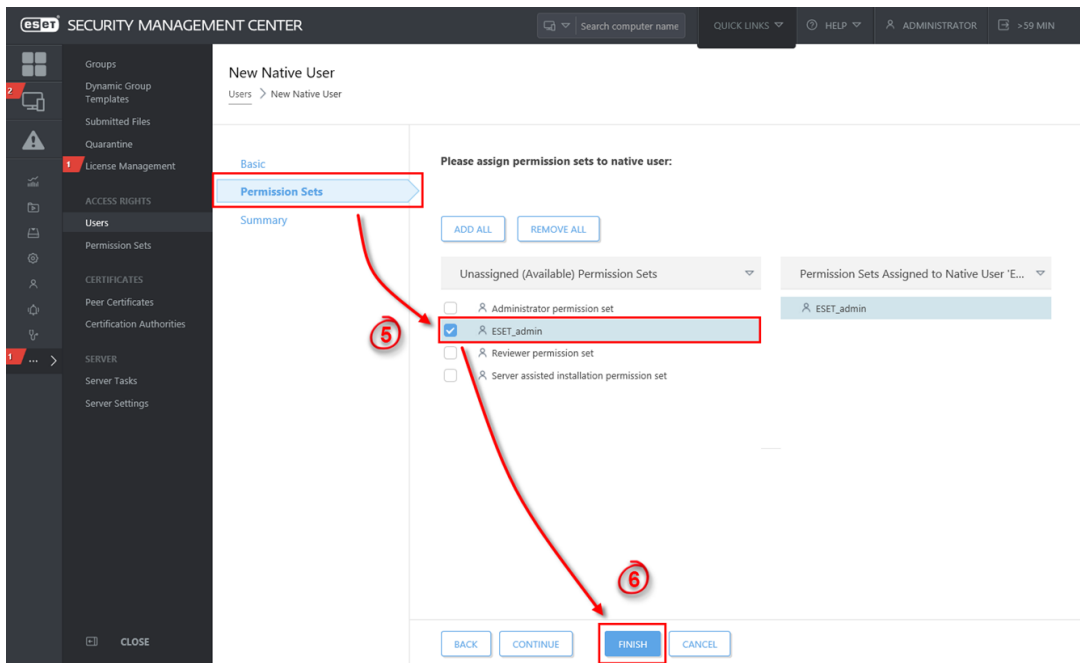 eset SECURITY MANAGEMENT CENTER
Search computer name
QUICK LINKS
HELP
ADMINISTRATOR
>59 MIN
2
1
1
...
Groups
Dynamic Group
Templates
Submitted Files
Quarantine
License Management
ACCESS RIGHTS
Users
Permission Sets
CERTIFICATES
Peer Certificates
Certification Authorities
SERVER
Server Tasks
Server Settings
CLOSE
New Native User
Users > New Native User
Basic
Permission Sets
Summary
Please assign permission sets to native user:
ADD ALL
REMOVE ALL
Unassigned (Available) Permission Sets
Administrator permission set
ESET_admin
Reviewer permission set
Server assisted installation permission set
Permission Sets Assigned to Native User 'E...
ESET_admin
5
6
BACK
CONTINUE
FINISH
CANCEL